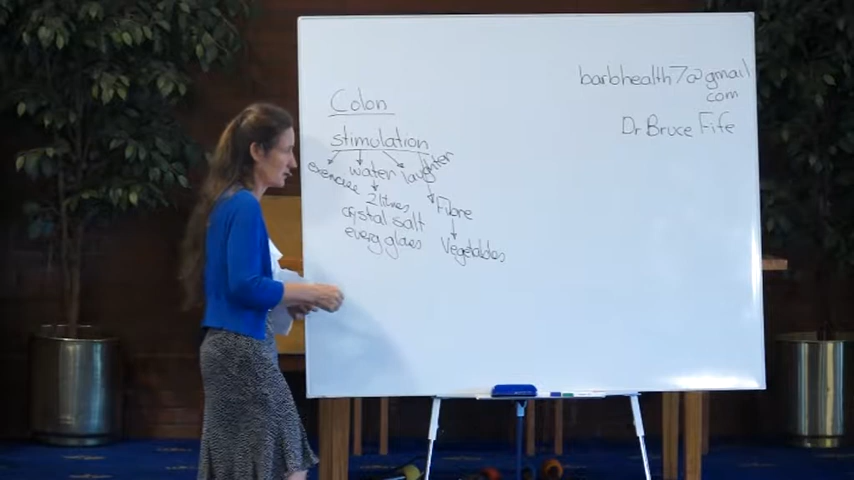 Colon
stimulation
exercise water laughter
2 litres
crystal salt
every glass
Fibre
Vegetables
barbhealth7@gmail
com
Dr Bruce Fife